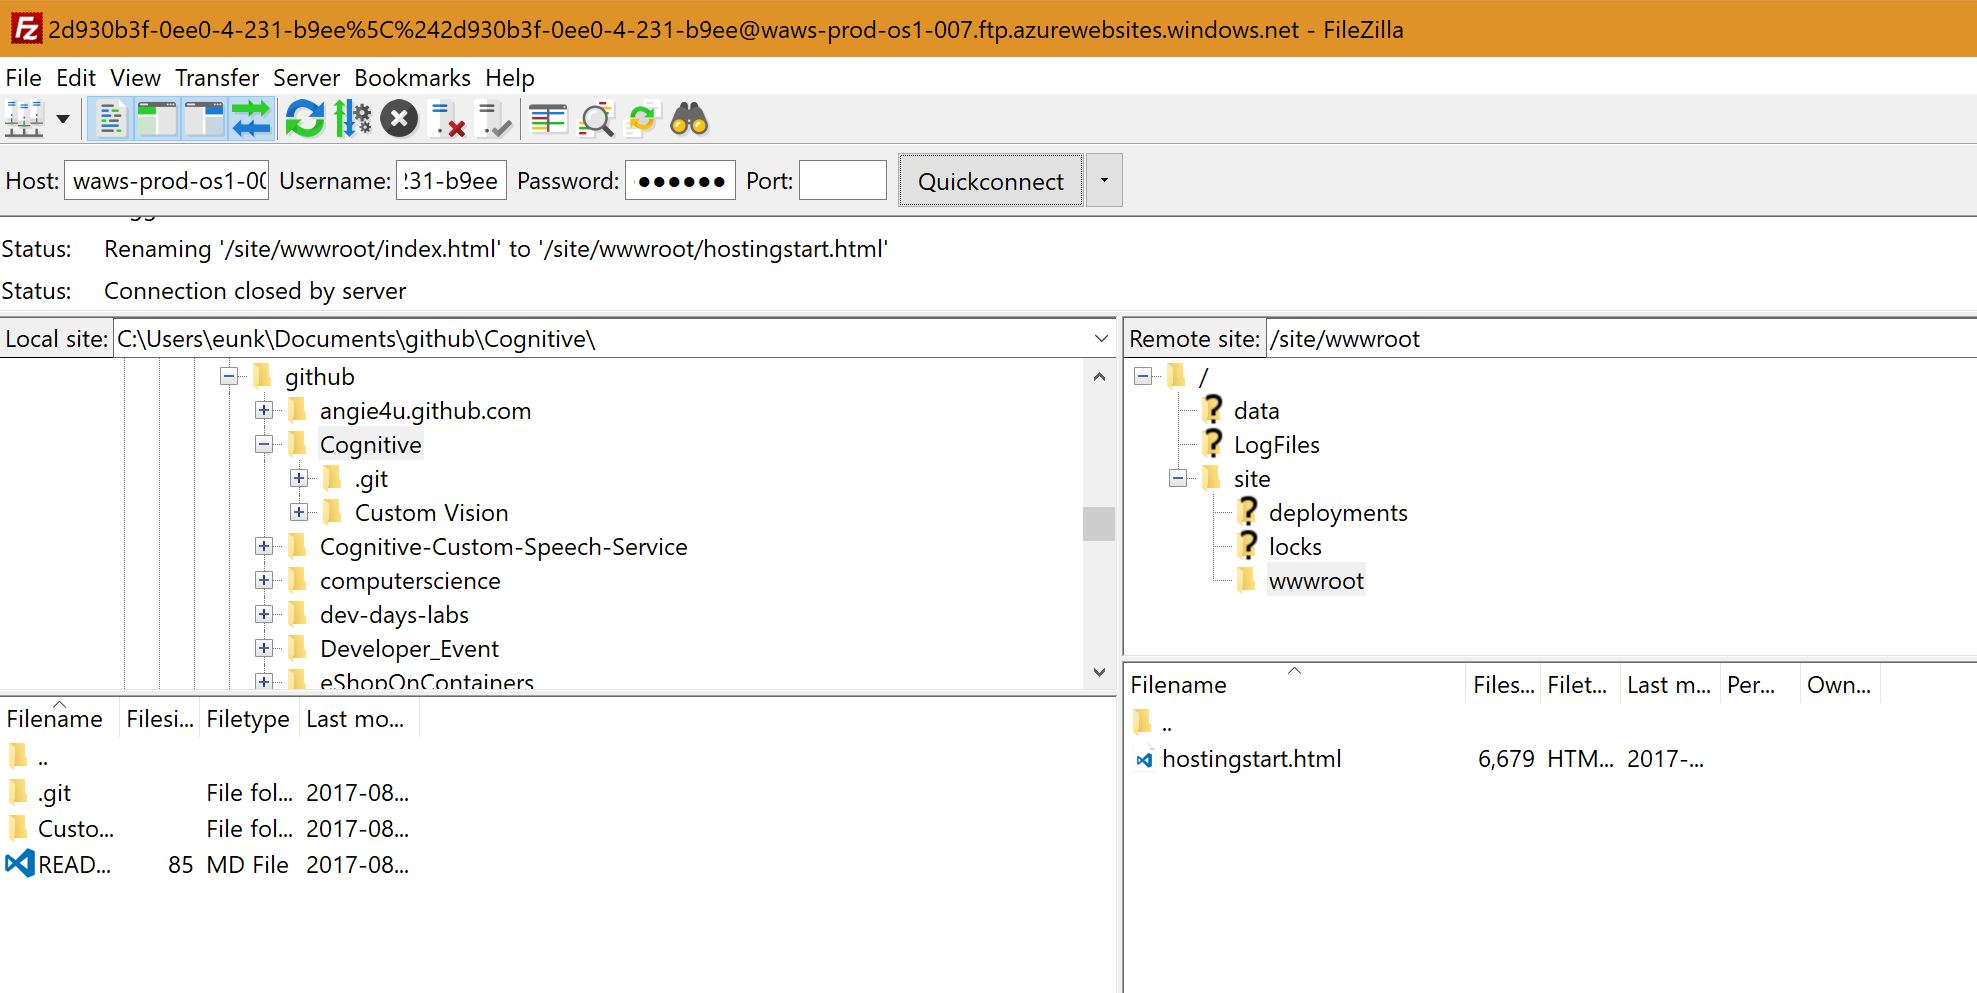 2d930b3f-0ee0-4-231-b9ee%5C%242d930b3f-0ee0-4-231-b9ee@waws-prod-os1-007.ftp.azurewebsites.windows.net - FileZilla
File Edit View Transfer Server Bookmarks Help
Host: waws-prod-os1-00 Username: 231-b9ee Password: ●●●●●● Port: Quickconnect
Status: Renaming '/site/wwwroot/index.html' to '/site/wwwroot/hostingstart.html'
Status: Connection closed by server
Local site: C:\Users\eunk\Documents\github\Cognitive\
github
angie4u.github.com
Cognitive
.git
Custom Vision
Cognitive-Custom-Speech-Service
computerscience
dev-days-labs
Developer_Event
eShopOnContainers
Filename Filesi... Filetype Last mo...
..
.git File fol... 2017-08...
Custo... File fol... 2017-08...
READ... 85 MD File 2017-08...
Remote site: /site/wwwroot
/
data
LogFiles
site
deployments
locks
wwwroot
Filename Files... Filet... Last m... Per... Own...
..
hostingstart.html 6,679 HTM... 2017-...